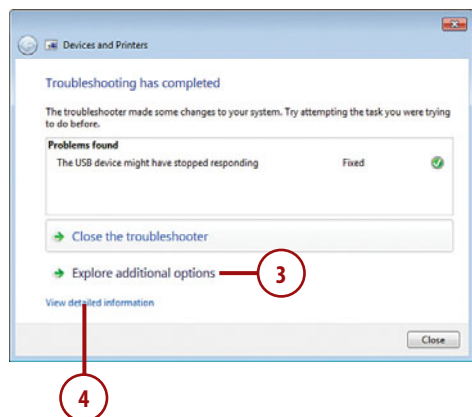 Devices and Printers
Troubleshooting has completed
The troubleshooter made some changes to your system. Try attempting the task you were trying
to do before.
Problems found
The USB device might have stopped responding Fixed
Close the troubleshooter
Explore additional options 3
View detailed information
Close
4